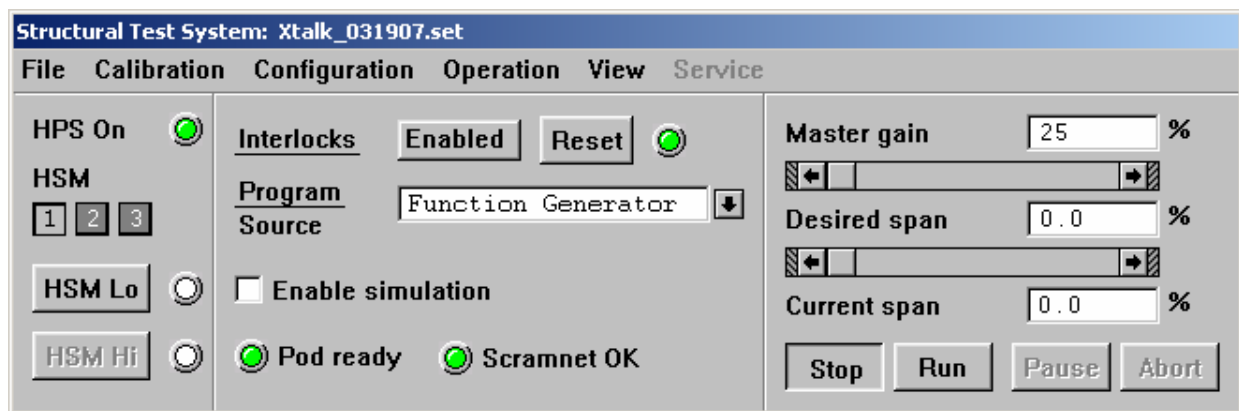 Structural Test System: Xtalk_031907.set
File Calibration Configuration Operation View Service
HPS On
HSM
1 2 3
HSM Lo
HSM Hi
Interlocks Enabled Reset
Program Function Generator
Source
Enable simulation
Pod ready Scramnet OK
Master gain 25 %
Desired span 0.0 %
Current span 0.0 %
Stop Run Pause Abort